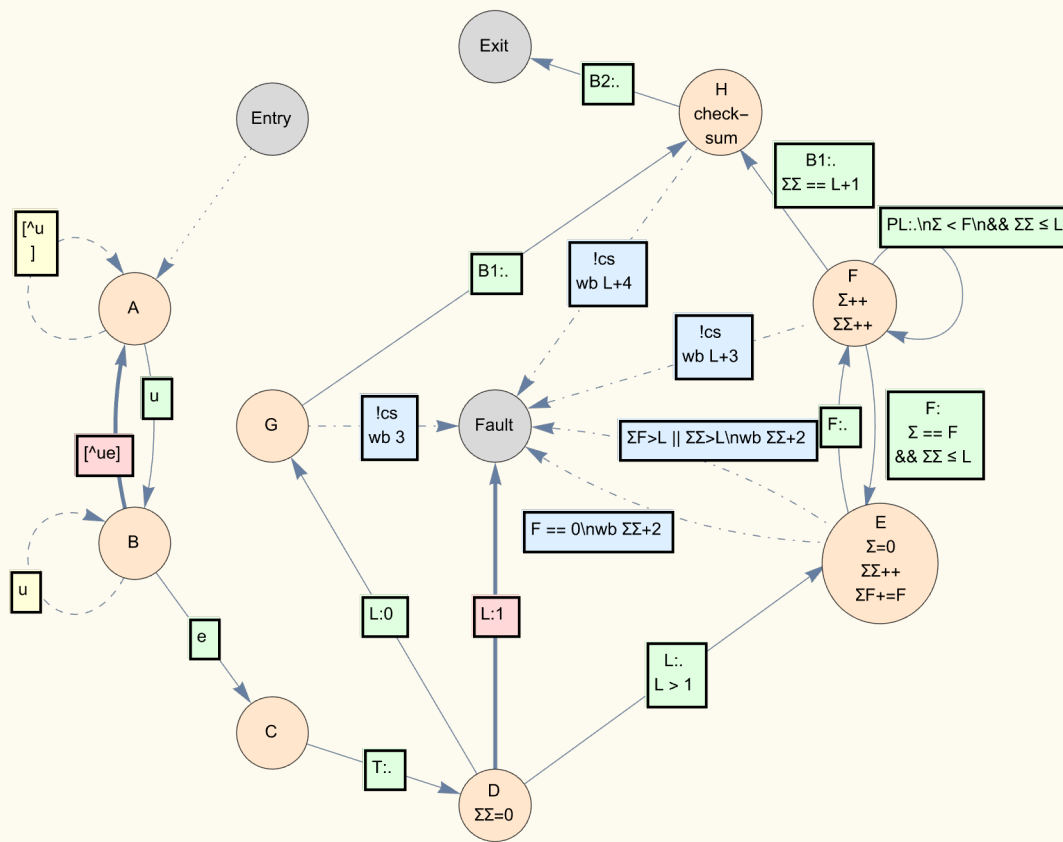 Exit
B2:.
H
check–
sum
Entry
B1:.
ΣΣ == L+1
[^u
]
PL:.\nΣ < F\n&& ΣΣ ≤ L
!cs
wb L+4
B1:.
F
Σ++
ΣΣ++
A
!cs
wb L+3
u
G
!cs
wb 3
Fault
ΣF>L || ΣΣ>L\nwb ΣΣ+2
F:.
F:
Σ == F
&& ΣΣ ≤ L
[^ue]
B
F == 0\nwb ΣΣ+2
E
Σ=0
ΣΣ++
ΣF+=F
u
L:0
L:1
e
L:.
L > 1
C
T:.
D
ΣΣ=0